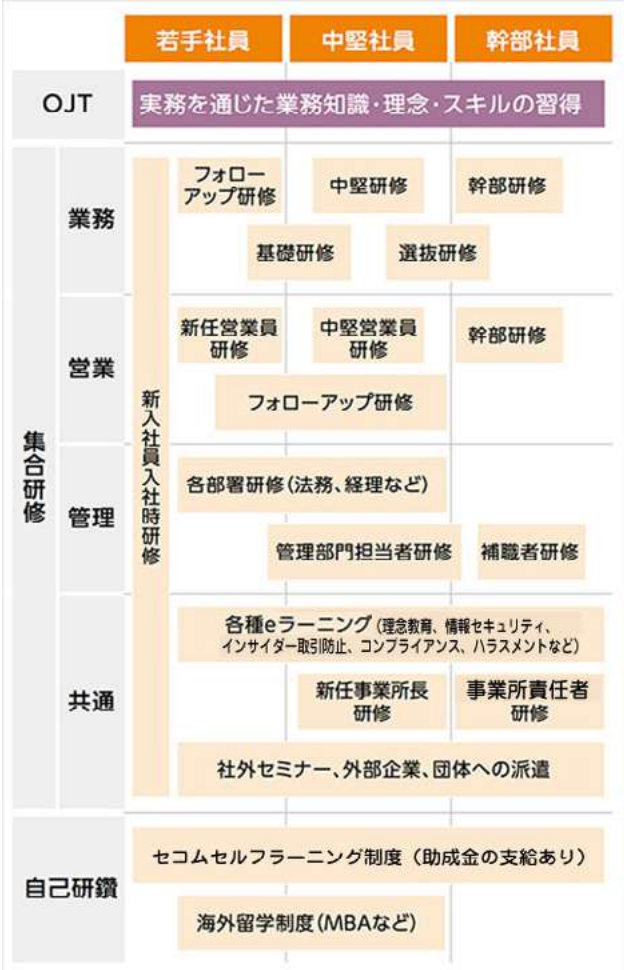 若手社員
中堅社員
幹部社員
OJT
実務を通じた業務知識・理念・スキルの習得
集合研修
新入社員入社時研修
業務
フォロー
アップ研修
中堅研修
幹部研修
基礎研修
選抜研修
営業
新任営業員
研修
中堅営業員
研修
幹部研修
フォローアップ研修
管理
各部署研修(法務、経理など)
管理部門担当者研修
補職者研修
共通
各種eラーニング(理念教育、情報セキュリティ、
インサイダー取引防止、コンプライアンス、ハラスメントなど)
新任事業所長
研修
事業所責任者
研修
社外セミナー、外部企業、団体への派遣
自己研鑽
セコムセルフラーニング制度（助成金の支給あり）
海外留学制度(MBAなど)